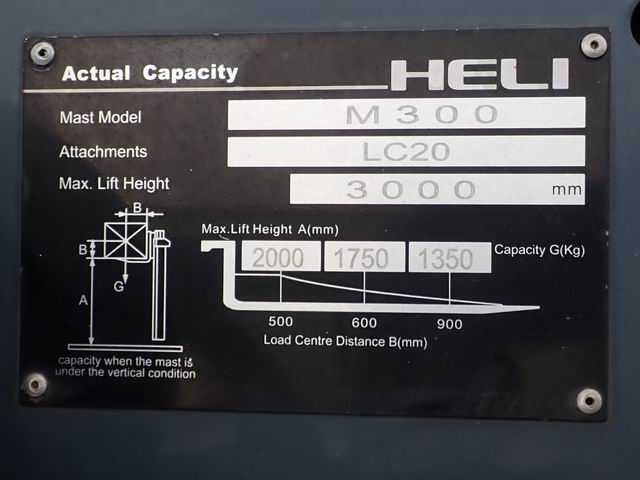 Actual Capacity HELI
Mast Model M300
Attachments LC20
Max. Lift Height 3000 mm
B
Max.Lift Height A(mm)
B 2000 1750 1350 Capacity G(Kg)
G
A
500 600 900
Load Centre Distance B(mm)
capacity when the mast is
under the vertical condition